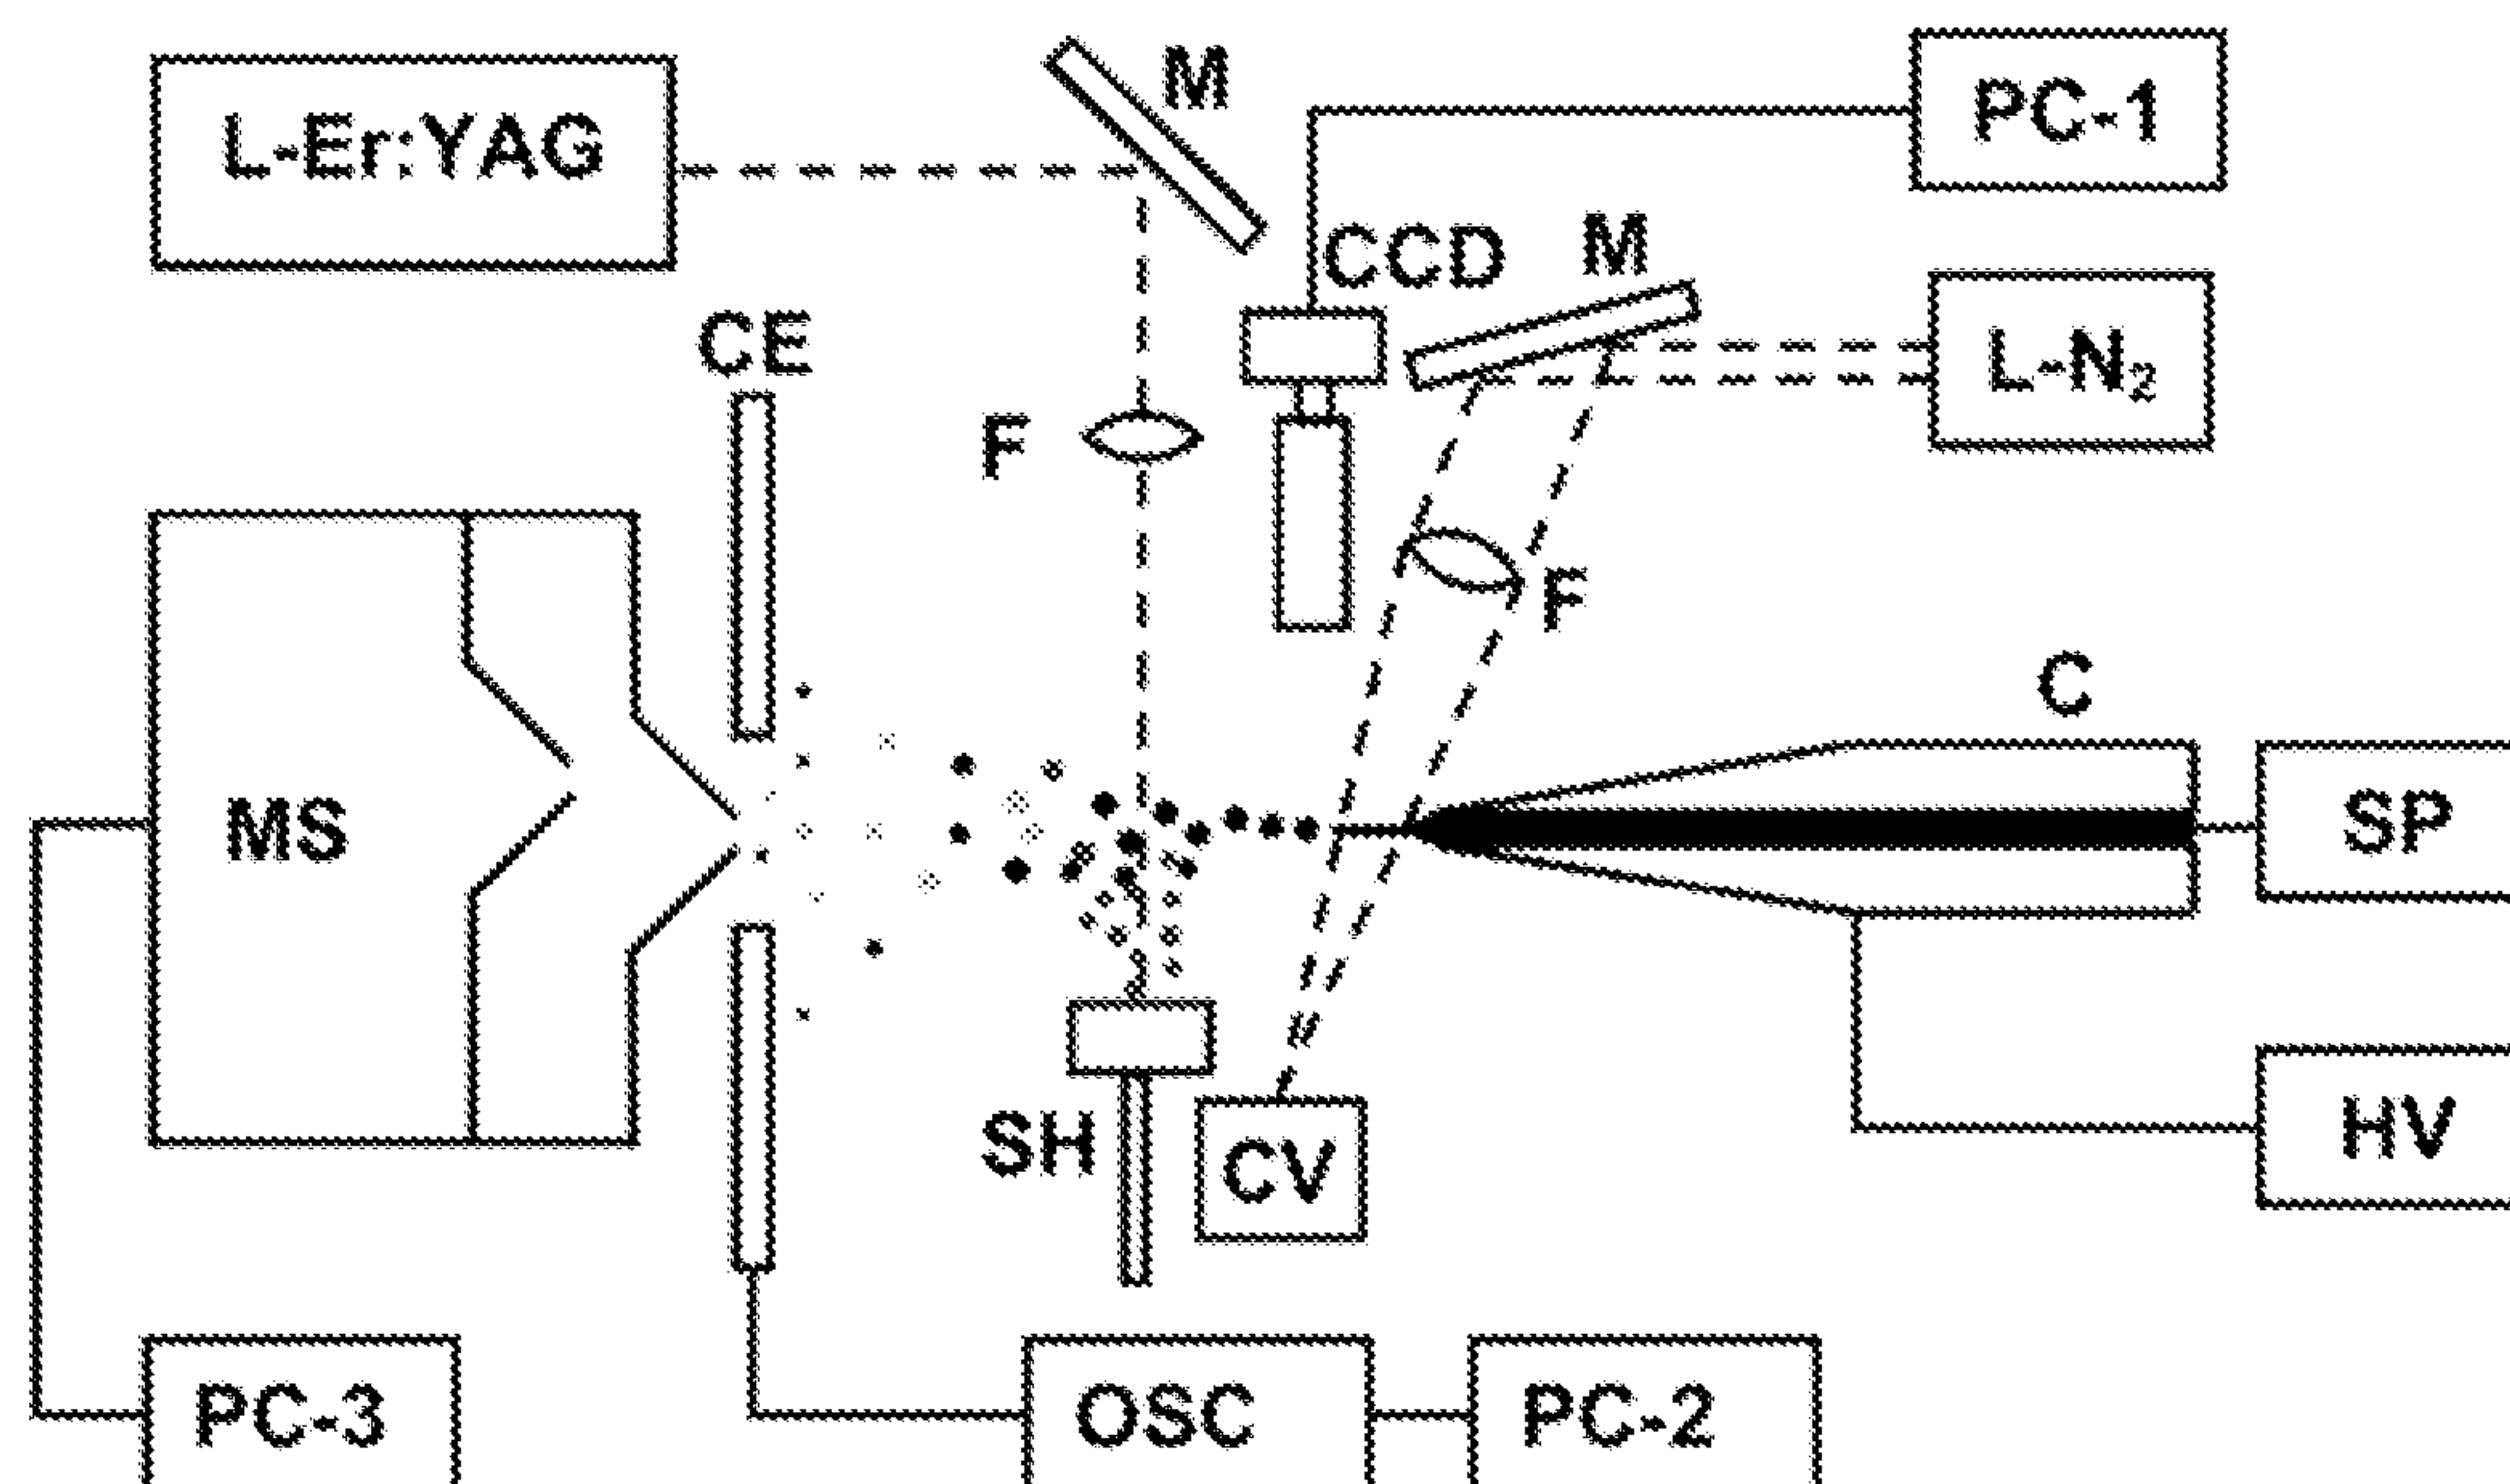 M
PC-1
L-Er:YAG
CCD
M
CE
L-N₂
F
F
C
MS
SP
SH
CV
HV
PC-3
OSC
PC-2